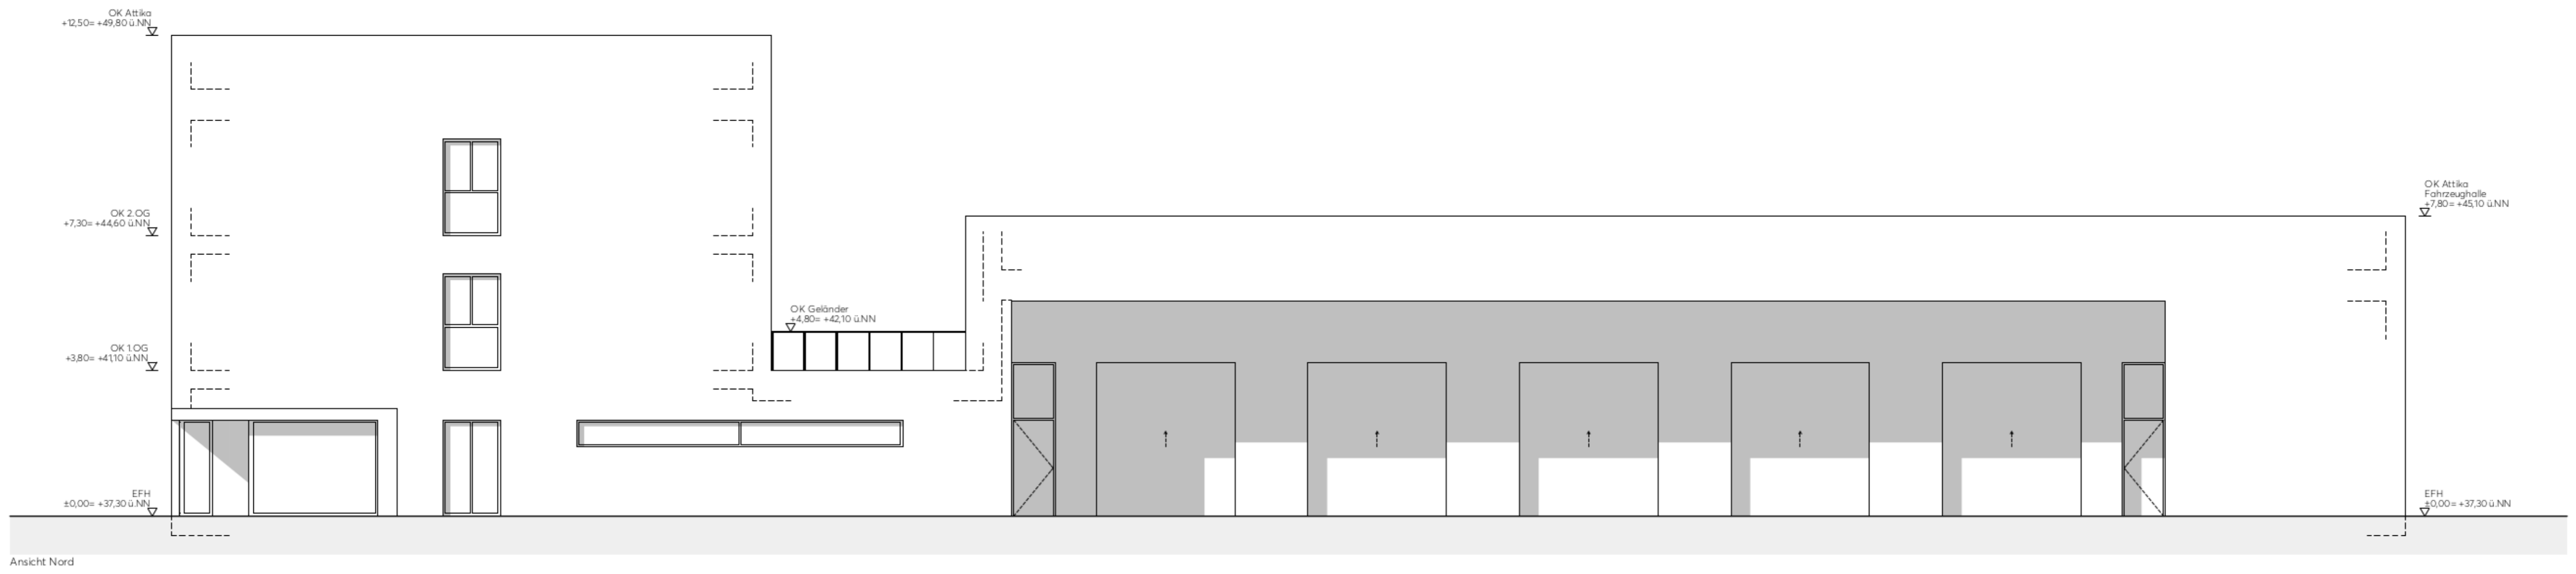 OK Attika
+12,50= +49,80 ü.NN
OK 2.OG
+7,30= +44,60 ü.NN
OK 1.OG
+3,80= +41,10 ü.NN
EFH
±0,00= +37,30 ü.NN
OK Geländer
+4,80= +42,10 ü.NN
OK Attika
Fahrzeughalle
+7,80= +45,10 ü.NN
EFH
±0,00= +37,30 ü.NN
Ansicht Nord